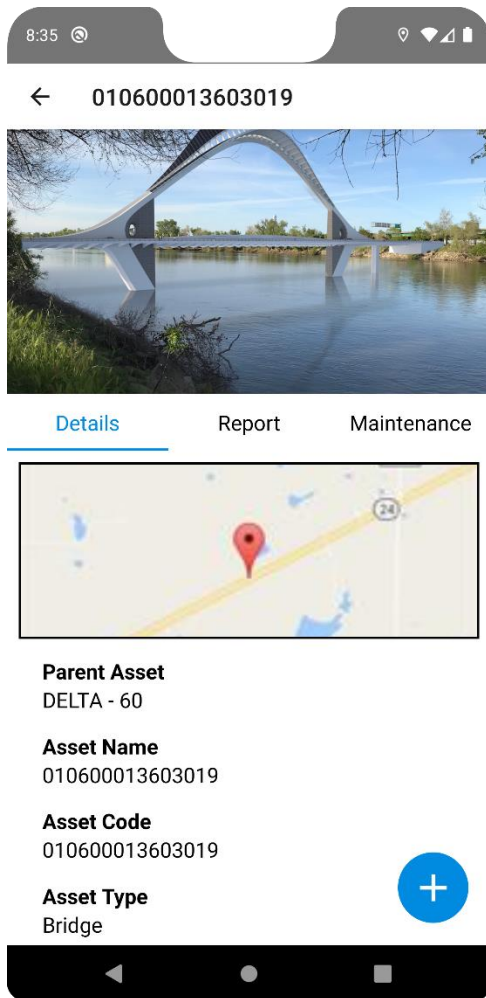 8:35
010600013603019
Details Report Maintenance
24
Parent Asset
DELTA - 60
Asset Name
010600013603019
Asset Code
010600013603019
Asset Type
Bridge